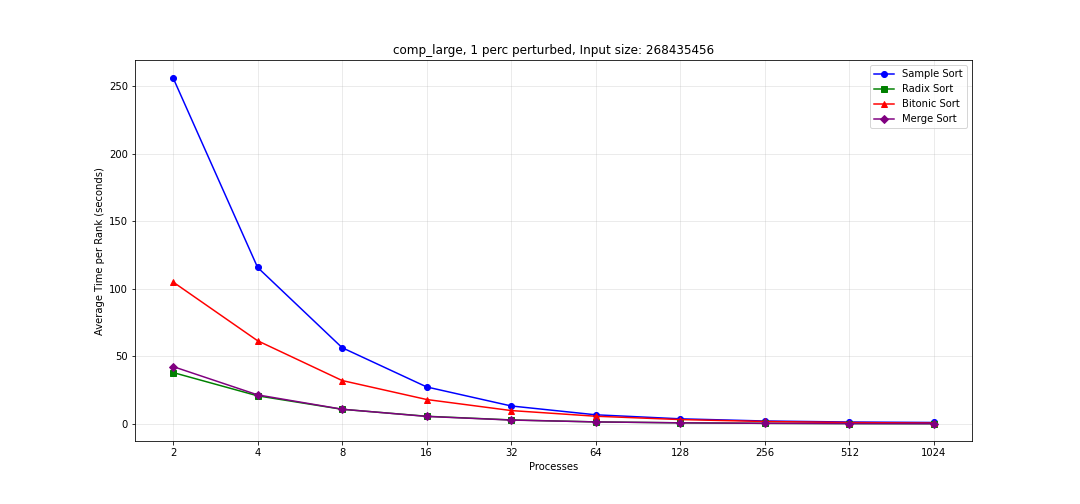 comp_large, 1 perc perturbed, Input size: 268435456
Sample Sort
Radix Sort
Bitonic Sort
Merge Sort
Average Time per Rank (seconds)
250
200
150
100
50
0
2 4 8 16 32 64 128 256 512 1024
Processes